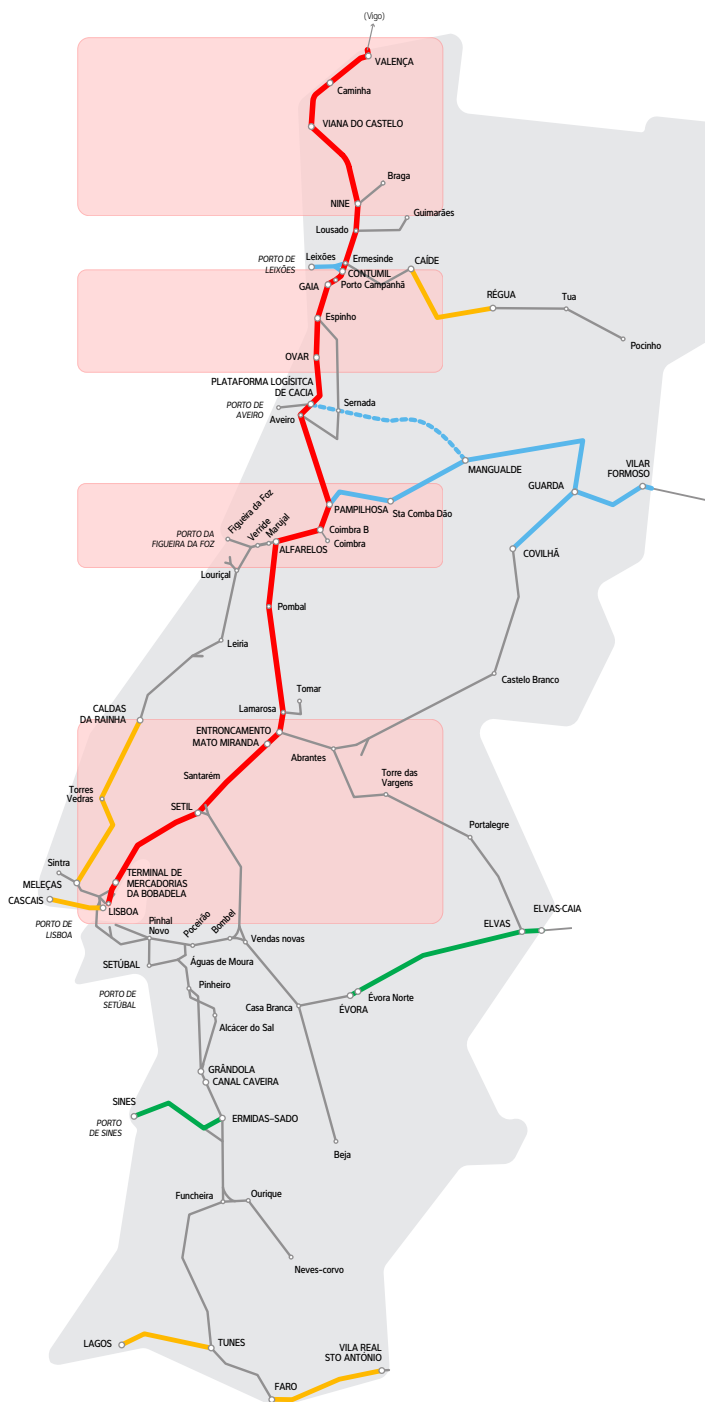 (Vigo)
VALENÇA
Caminha
VIANA DO CASTELO
Braga
NINE
Guimarães
Lousado
Leixões
Ermesinde
PORTO DE
LEIXÕES
CAÍDE
CONTUMIL
GAIA
Porto Campanhã
RÉGUA
Tua
Espinho
Pocinho
OVAR
PLATAFORMA LOGÍSITCA
DE CACIA
PORTO DE
AVEIRO
Sernada
Aveiro
MANGUALDE
VILAR
FORMOSO
GUARDA
PAMPILHOSA
Sta Comba Dão
Figueira da Foz
Verride
Marujal
PORTO DA
FIGUEIRA DA FOZ
Coimbra B
Coimbra
ALFARELOS
COVILHÃ
Louriçal
Pombal
Leiria
Castelo Branco
Tomar
Lamarosa
CALDAS
DA RAINHA
ENTRONCAMENTO
MATO MIRANDA
Abrantes
Santarém
Torre das
Vargens
Torres
Vedras
SETIL
Portalegre
Sintra
MELEÇAS
TERMINAL DE
MERCADORIAS
DA BOBADELA
CASCAIS
LISBOA
ELVAS-CAIA
ELVAS
PORTO DE
LISBOA
Pinhal
Novo
Poceirão
Bombel
Vendas novas
SETÚBAL
Águas de Moura
Pinheiro
PORTO DE
SETÚBAL
Casa Branca
Évora Norte
ÉVORA
Alcácer do Sal
GRÂNDOLA
CANAL CAVEIRA
SINES
PORTO
DE SINES
ERMIDAS-SADO
Beja
Funcheira
Ourique
Neves-corvo
LAGOS
TUNES
VILA REAL
STO ANTÓNIO
FARO